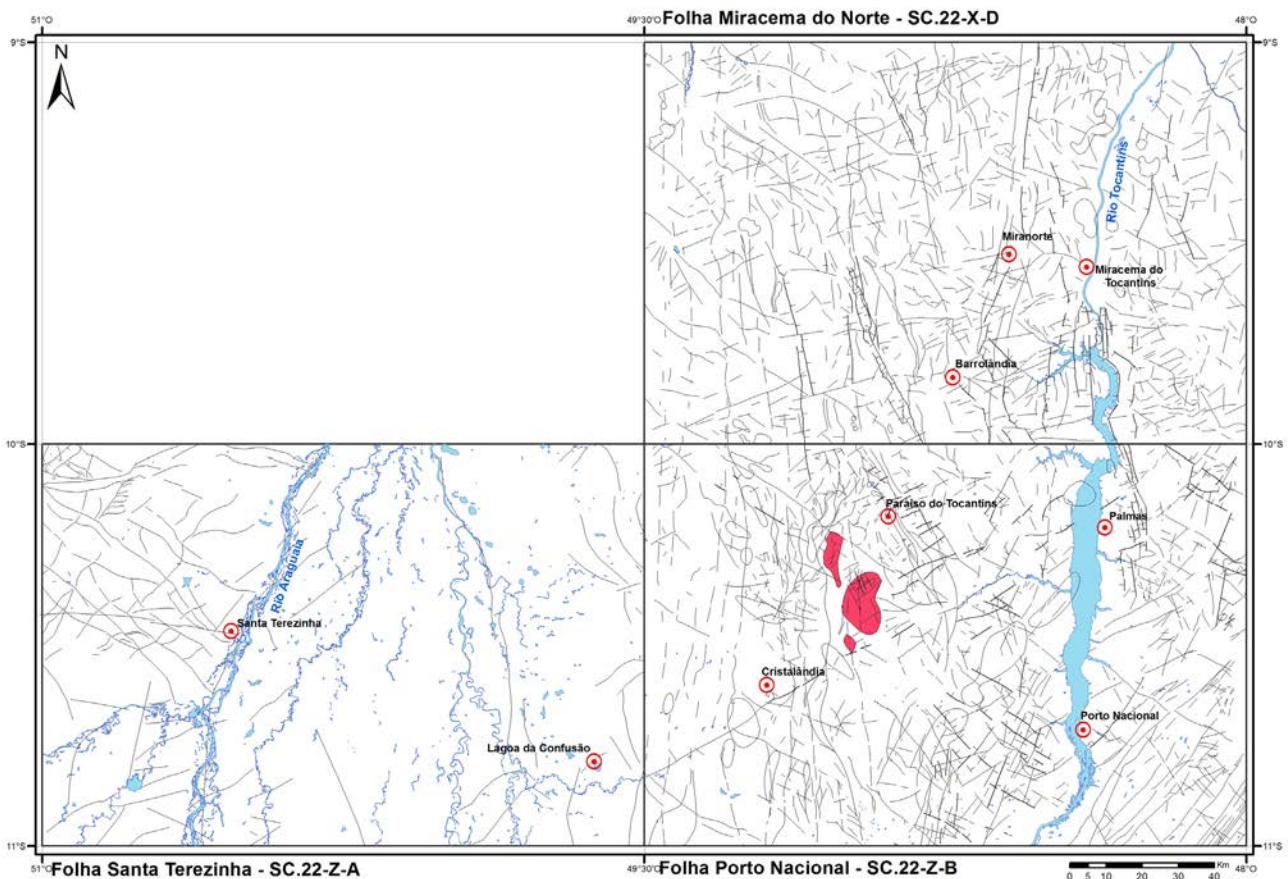 51°O
49°30'O
Folha Miracema do Norte - SC.22-X-D
48°O
9°S
9°S
N
Rio Tocantins
Miranorte
Miracema do
Tocantins
Barrolândia
10°S
10°S
Paraíso do Tocantins
Palmas
Rio Araguaia
Santa Terezinha
Cristalândia
Porto Nacional
Lagoa da Confusão
11°S
11°S
51°O
Folha Santa Terezinha - SC.22-Z-A
49°30'O
Folha Porto Nacional - SC.22-Z-B
Km
0 5 10 20 30 40
48°O